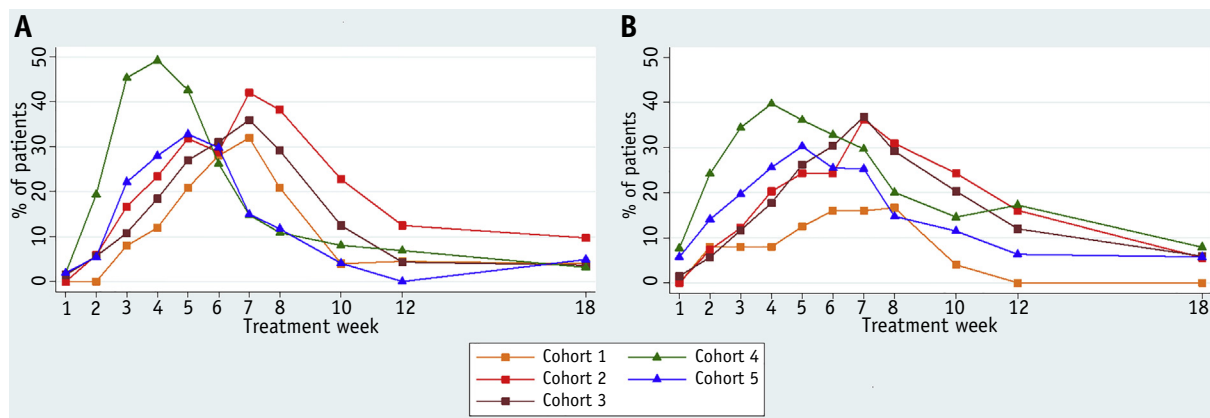 A
% of patients
50
40
30
20
10
0
1 2 3 4 5 6 7 8 10 12 18
Treatment week
B
% of patients
50
40
30
20
10
0
1 2 3 4 5 6 7 8 10 12 18
Treatment week
Cohort 1 Cohort 4
Cohort 2 Cohort 5
Cohort 3